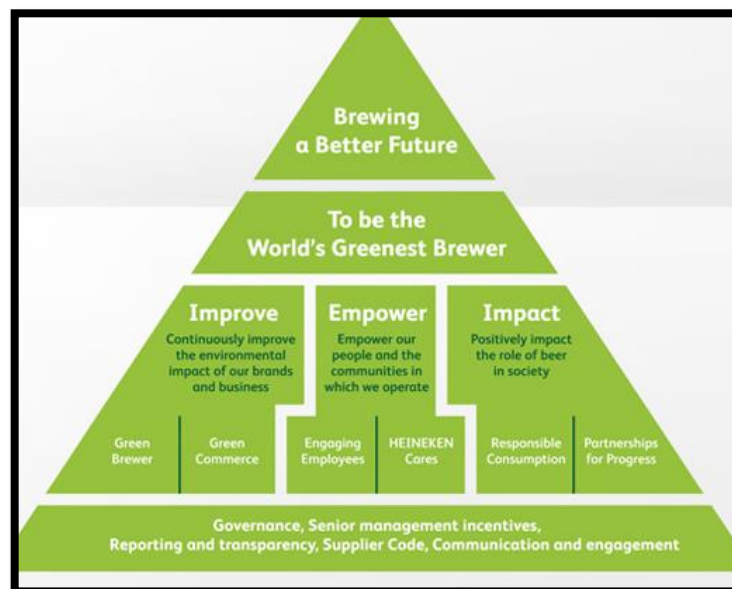 Brewing
a Better Future
To be the
World's Greenest Brewer
Improve
Continuously improve
the environmental
impact of our brands
and business
Empower
Empower our
people and the
communities in
which we operate
Impact
Positively impact
the role of beer
in society
Green
Brewer
Green
Commerce
Engaging
Employees
HEINEKEN
Cares
Responsible
Consumption
Partnerships
for Progress
Governance, Senior management incentives,
Reporting and transparency, Supplier Code, Communication and engagement